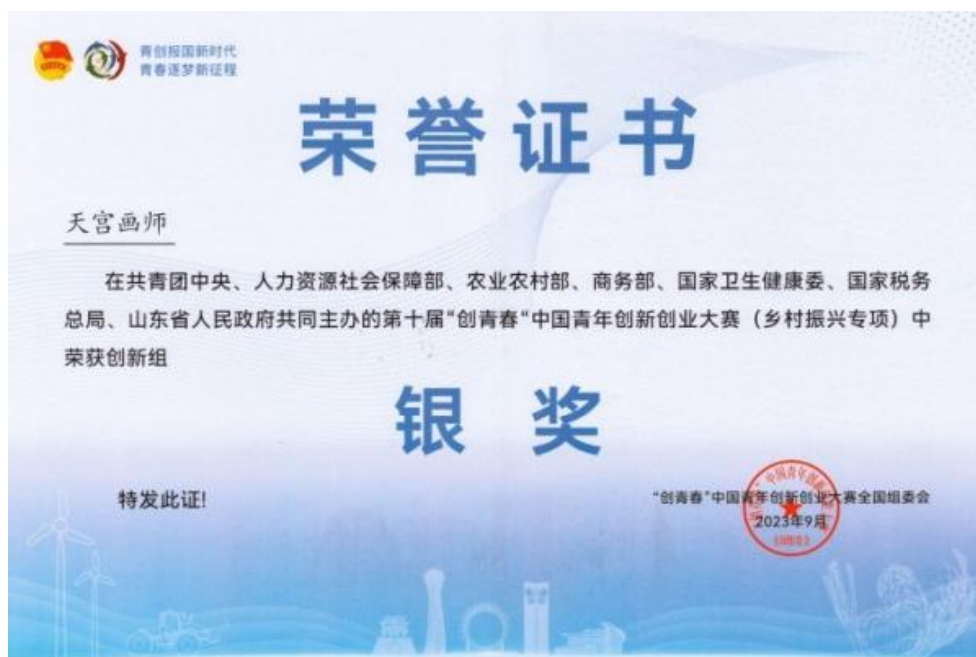 青创报国新时代
青春逐梦新征程
荣誉证书
天宫画师
在共青团中央、人力资源社会保障部、农业农村部、商务部、国家卫生健康委、国家税务
总局、山东省人民政府共同主办的第十届“创青春“中国青年创新创业大赛（乡村振兴专项）中
荣获创新组
银奖
特发此证!
“创青春”中国青年创新创业大赛全国组委会
2023年9月